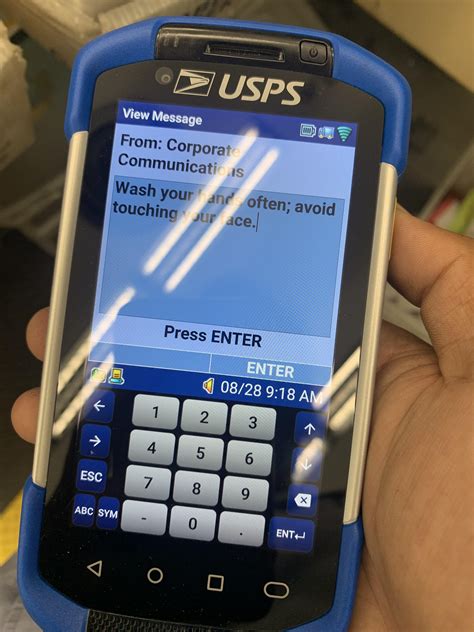 USPS
View Message
From: Corporate
Communications
Wash your hands often; avoid
touching your face.
Press ENTER
ENTER
08/28 9:18 AM
1 2 3
4 5 6
ESC 7 8 9
ABC SYM - 0 . ENT